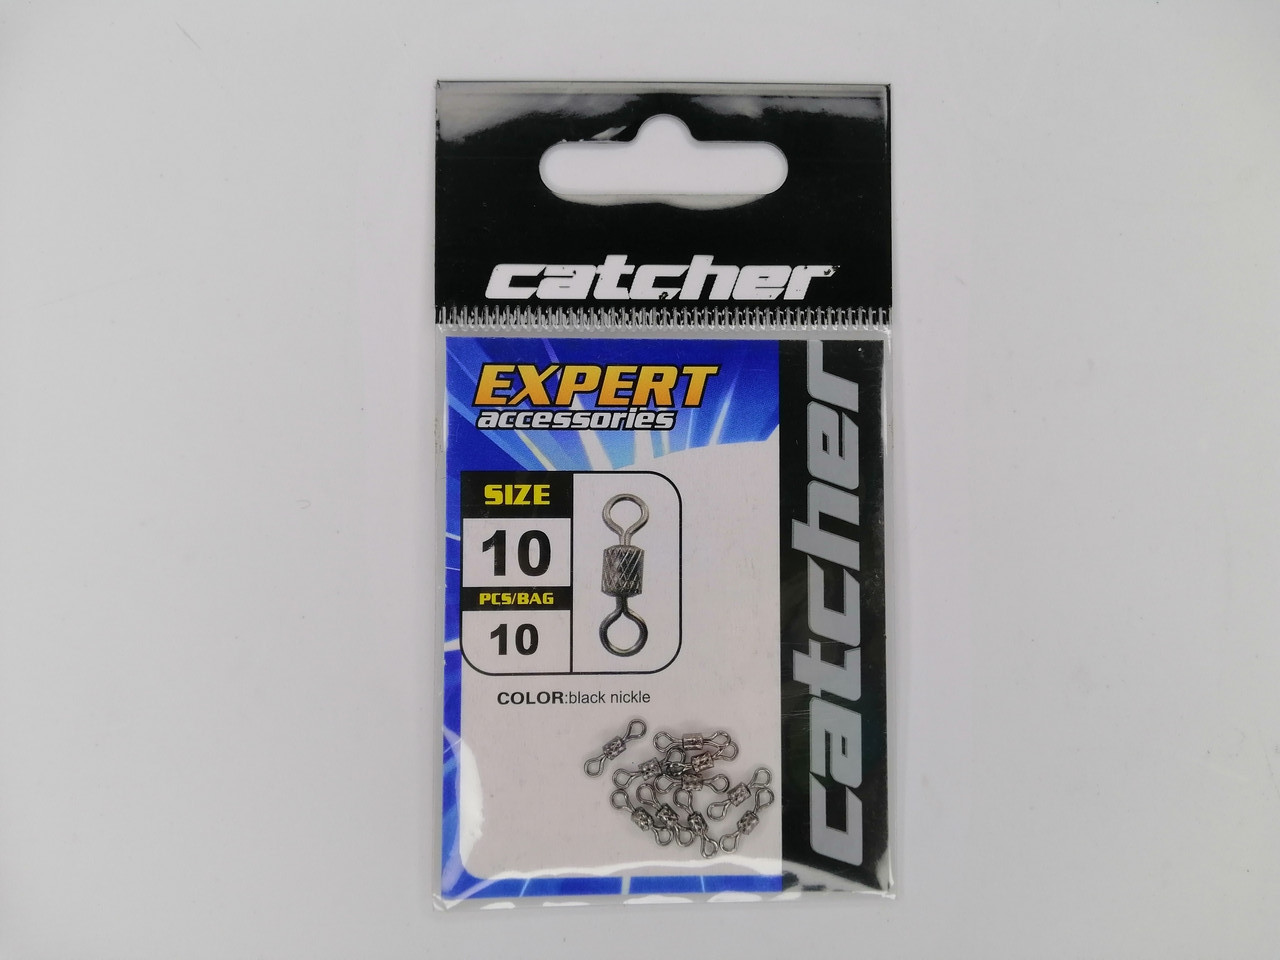 catcher
EXPERT
accessories
SIZE
10
PCS/BAG
10
COLOR:black nickle
catcher